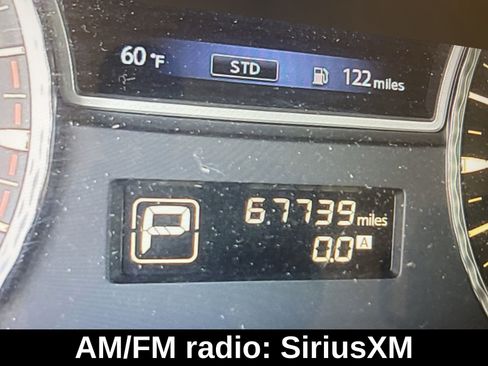 60°F STD 122 miles
P 67739 miles
0.0 A
AM/FM radio: SiriusXM